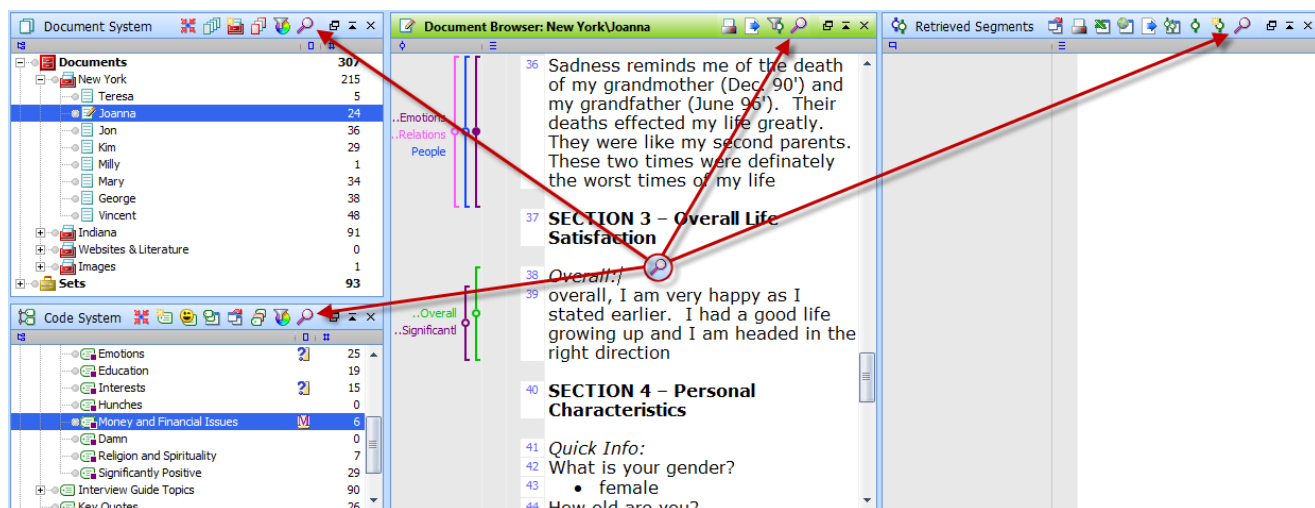 Document System
Documents 307
New York 215
Teresa 5
Joanna 24
Jon 36
Kim 29
Milly 1
Mary 34
George 38
Vincent 48
Indiana 91
Websites & Literature 0
Images 1
Sets 93
Code System
Emotions 25
Education 19
Interests 15
Hunches 0
Money and Financial Issues M 6
Damn 0
Religion and Spirituality 7
Significantly Positive 29
Interview Guide Topics 90
Key Quotes 26
Document Browser: New York\Joanna
..Emotions
..Relations
People
36 Sadness reminds me of the death
of my grandmother (Dec. 90') and
my grandfather (June 96'). Their
deaths effected my life greatly.
They were like my second parents.
These two times were definately
the worst times of my life
37 SECTION 3 – Overall Life
Satisfaction
38 Overall:
..Overall
..Significantl
39 overall, I am very happy as I
stated earlier. I had a good life
growing up and I am headed in the
right direction
40 SECTION 4 – Personal
Characteristics
41 Quick Info:
42 What is your gender?
43 • female
44 How old are you?
Retrieved Segments